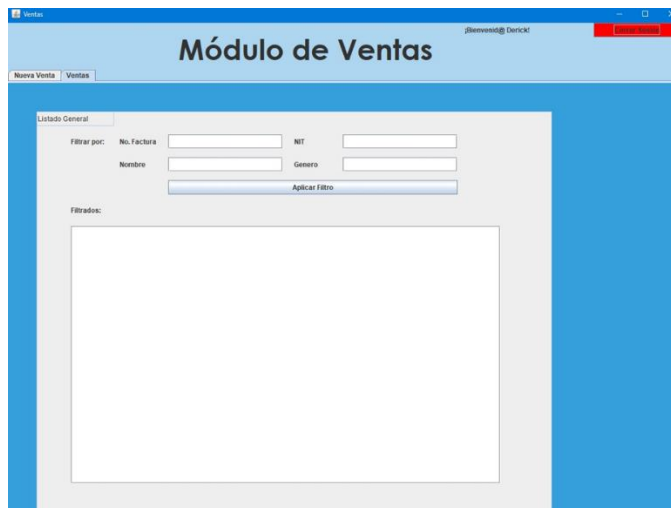 Ventas
¡Bienvenid@ Derick!
Módulo de Ventas
Nueva Venta
Ventas
Listado General
Filtrar por:
No. Factura
NIT
Nombre
Genero
Aplicar Filtro
Filtrados: